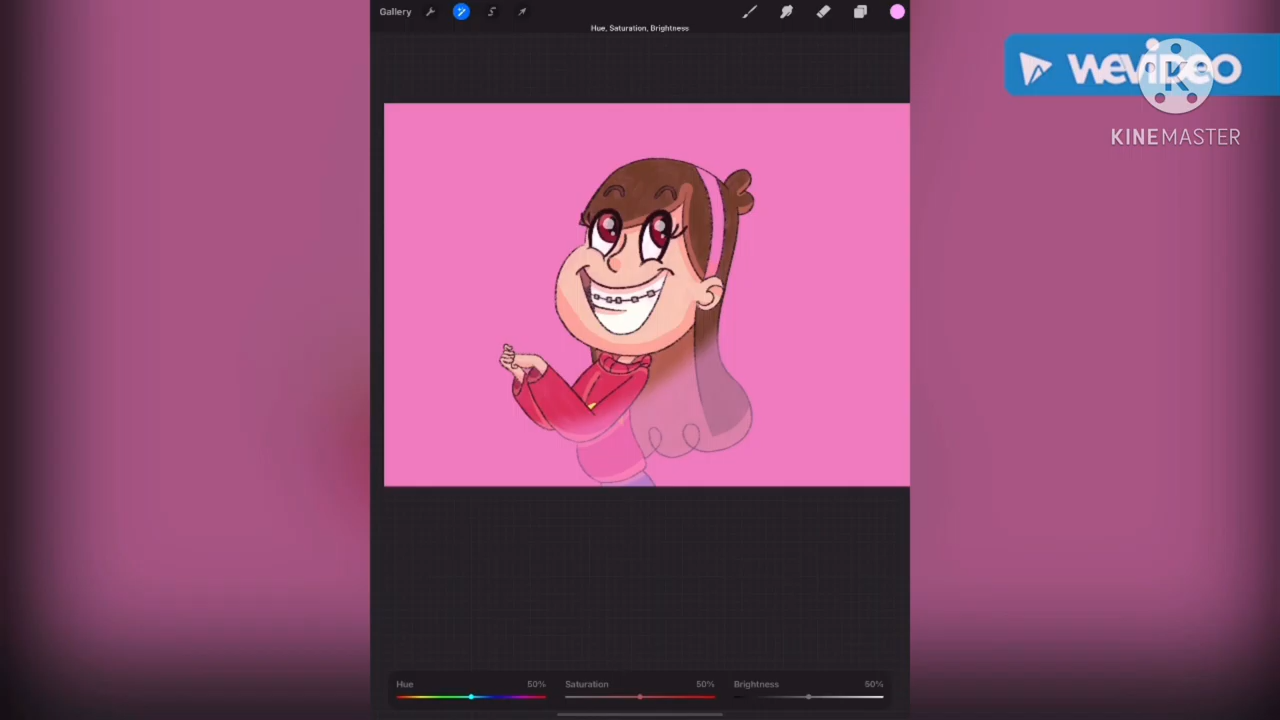 Gallery
Hue, Saturation, Brightness
wevideo
K
KINEMASTER
Hue 50% Saturation 50% Brightness 50%